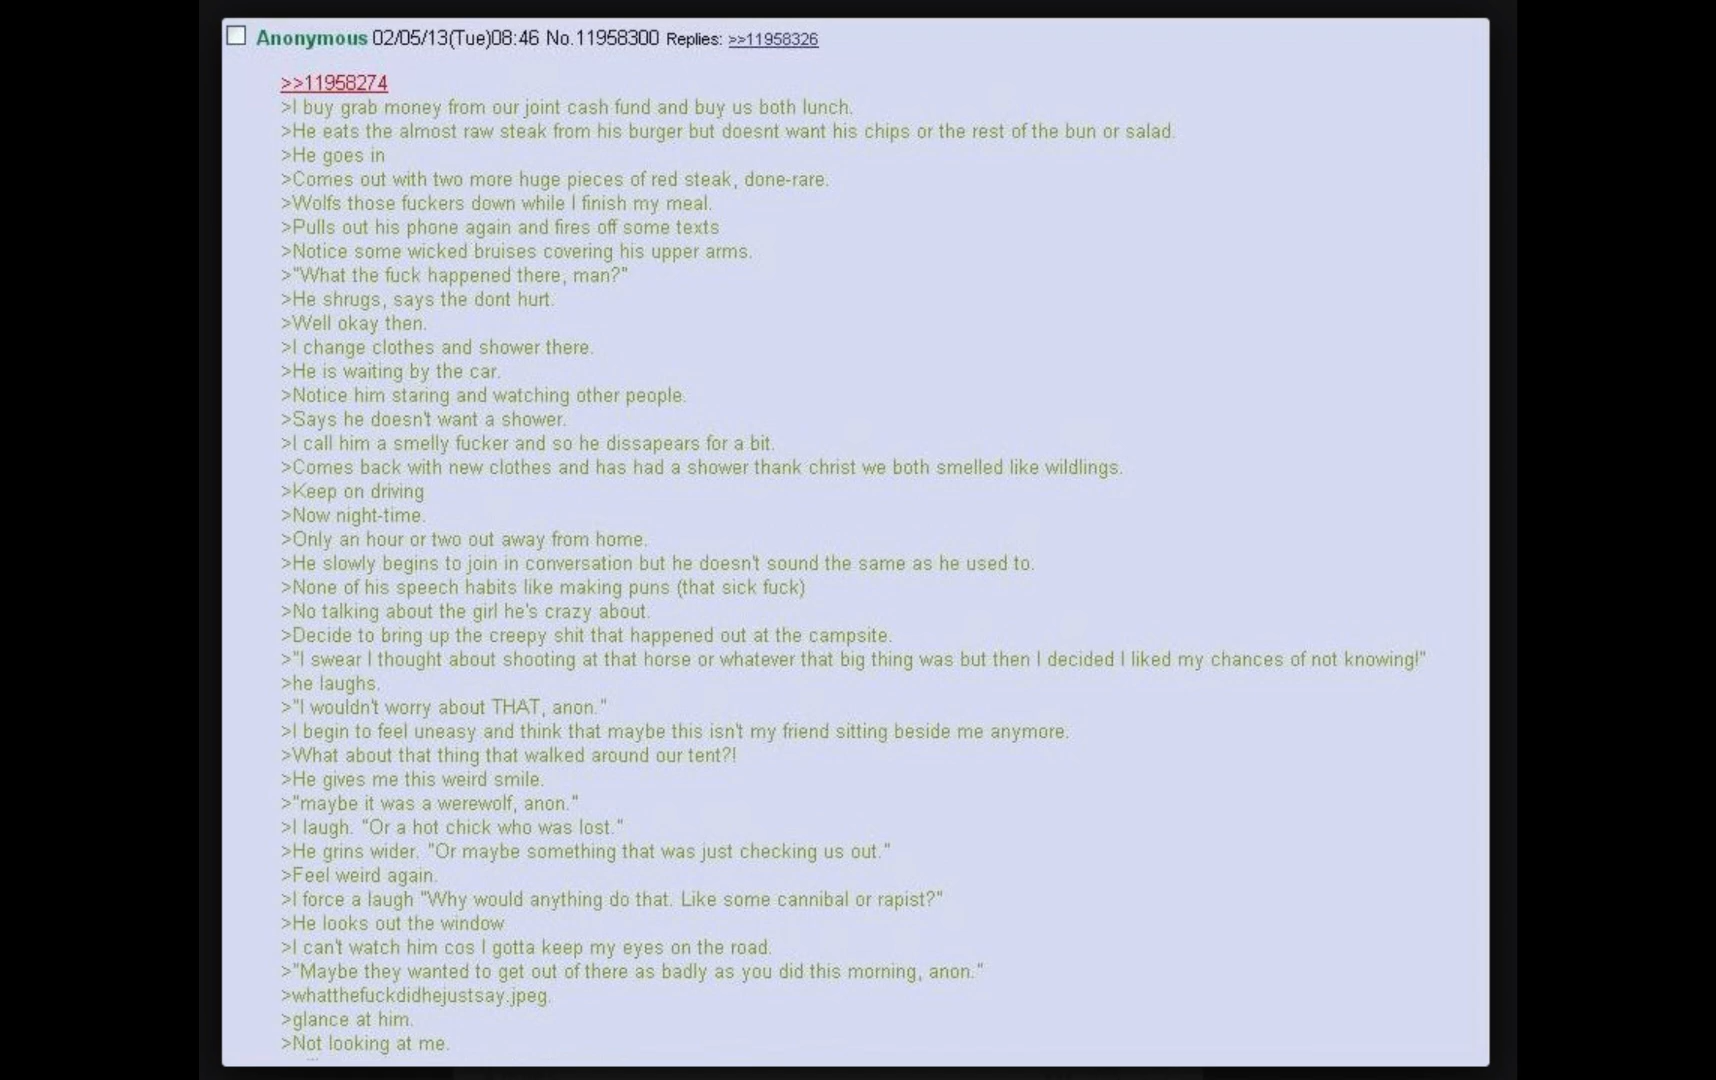 Anonymous 02/05/13(Tue)08:46 No.11958300 Replies: >>11958326
>>11958274
>I buy grab money from our joint cash fund and buy us both lunch.
>He eats the almost raw steak from his burger but doesnt want his chips or the rest of the bun or salad.
>He goes in
>Comes out with two more huge pieces of red steak, done-rare.
>Wolfs those fuckers down while I finish my meal.
>Pulls out his phone again and fires off some texts
>Notice some wicked bruises covering his upper arms.
>"What the fuck happened there, man?"
>He shrugs, says the dont hurt.
>Well okay then.
>I change clothes and shower there.
>He is waiting by the car.
>Notice him staring and watching other people.
>Says he doesn't want a shower.
>I call him a smelly fucker and so he dissapears for a bit.
>Comes back with new clothes and has had a shower thank christ we both smelled like wildlings.
>Keep on driving
>Now night-time.
>Only an hour or two out away from home.
>He slowly begins to join in conversation but he doesn't sound the same as he used to.
>None of his speech habits like making puns (that sick fuck)
>No talking about the girl he's crazy about.
>Decide to bring up the creepy shit that happened out at the campsite.
>"I swear I thought about shooting at that horse or whatever that big thing was but then I decided I liked my chances of not knowing!"
>he laughs.
>"I wouldn't worry about THAT, anon."
>I begin to feel uneasy and think that maybe this isn't my friend sitting beside me anymore.
>What about that thing that walked around our tent?!
>He gives me this weird smile.
>"maybe it was a werewolf, anon."
>I laugh. "Or a hot chick who was lost."
>He grins wider. "Or maybe something that was just checking us out."
>Feel weird again.
>I force a laugh "Why would anything do that. Like some cannibal or rapist?"
>He looks out the window
>I can't watch him cos I gotta keep my eyes on the road.
>"Maybe they wanted to get out of there as badly as you did this morning, anon."
>whatthefuckdidhejustsay.jpeg.
>glance at him.
>Not looking at me.